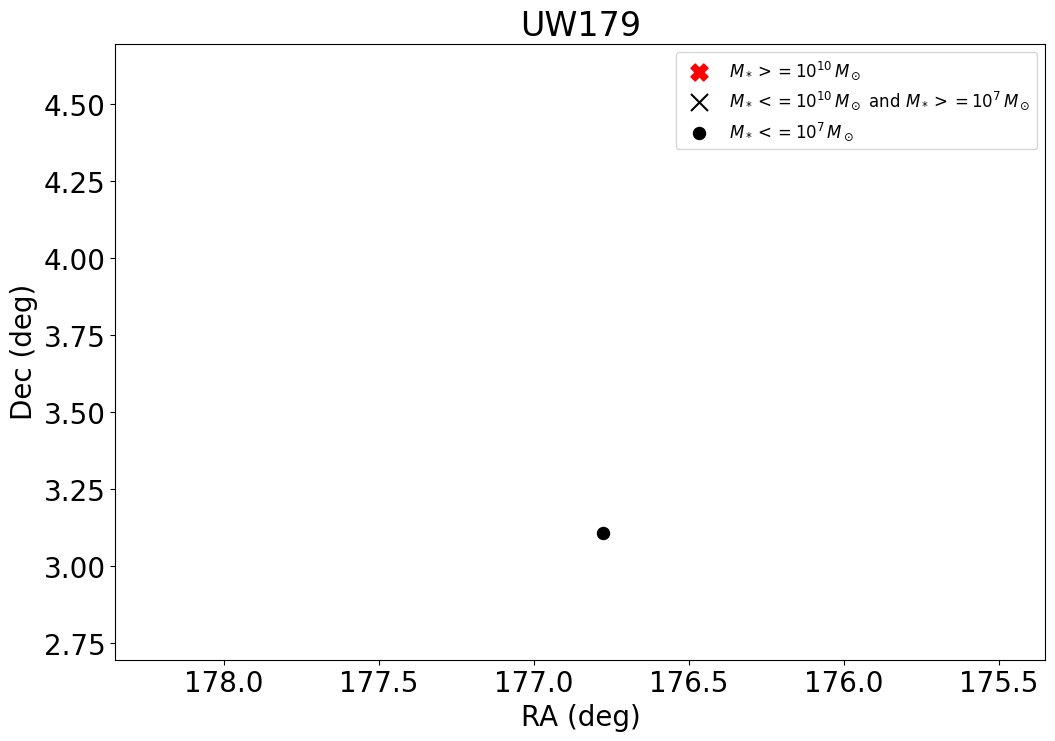 UW179
M* >= 10^10 M⊙
M* <= 10^10 M⊙ and M* >= 10^7 M⊙
M* <= 10^7 M⊙
4.50
4.25
4.00
3.75
3.50
3.25
3.00
2.75
Dec (deg)
178.0 177.5 177.0 176.5 176.0 175.5
RA (deg)